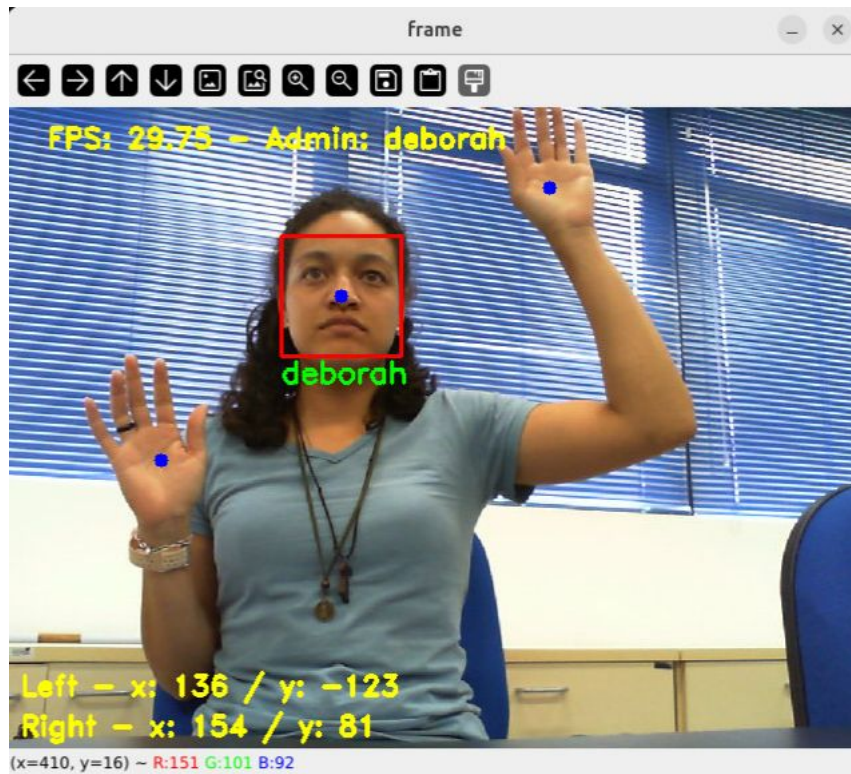 frame
FPS: 29.75 - Admin: deborah
deborah
Left - x: 136 / y: -123
Right - x: 154 / y: 81
(x=410, y=16) ~ R:151 G:101 B:92